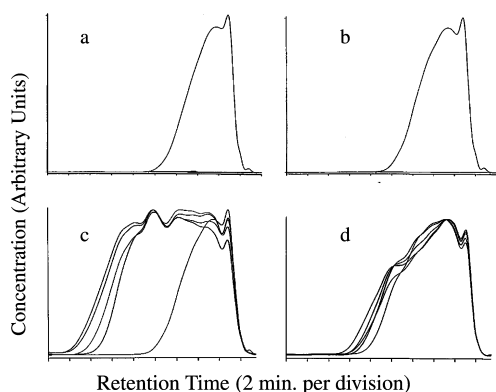 a
b
Concentration (Arbitrary Units)
c
d
Retention Time (2 min. per division)